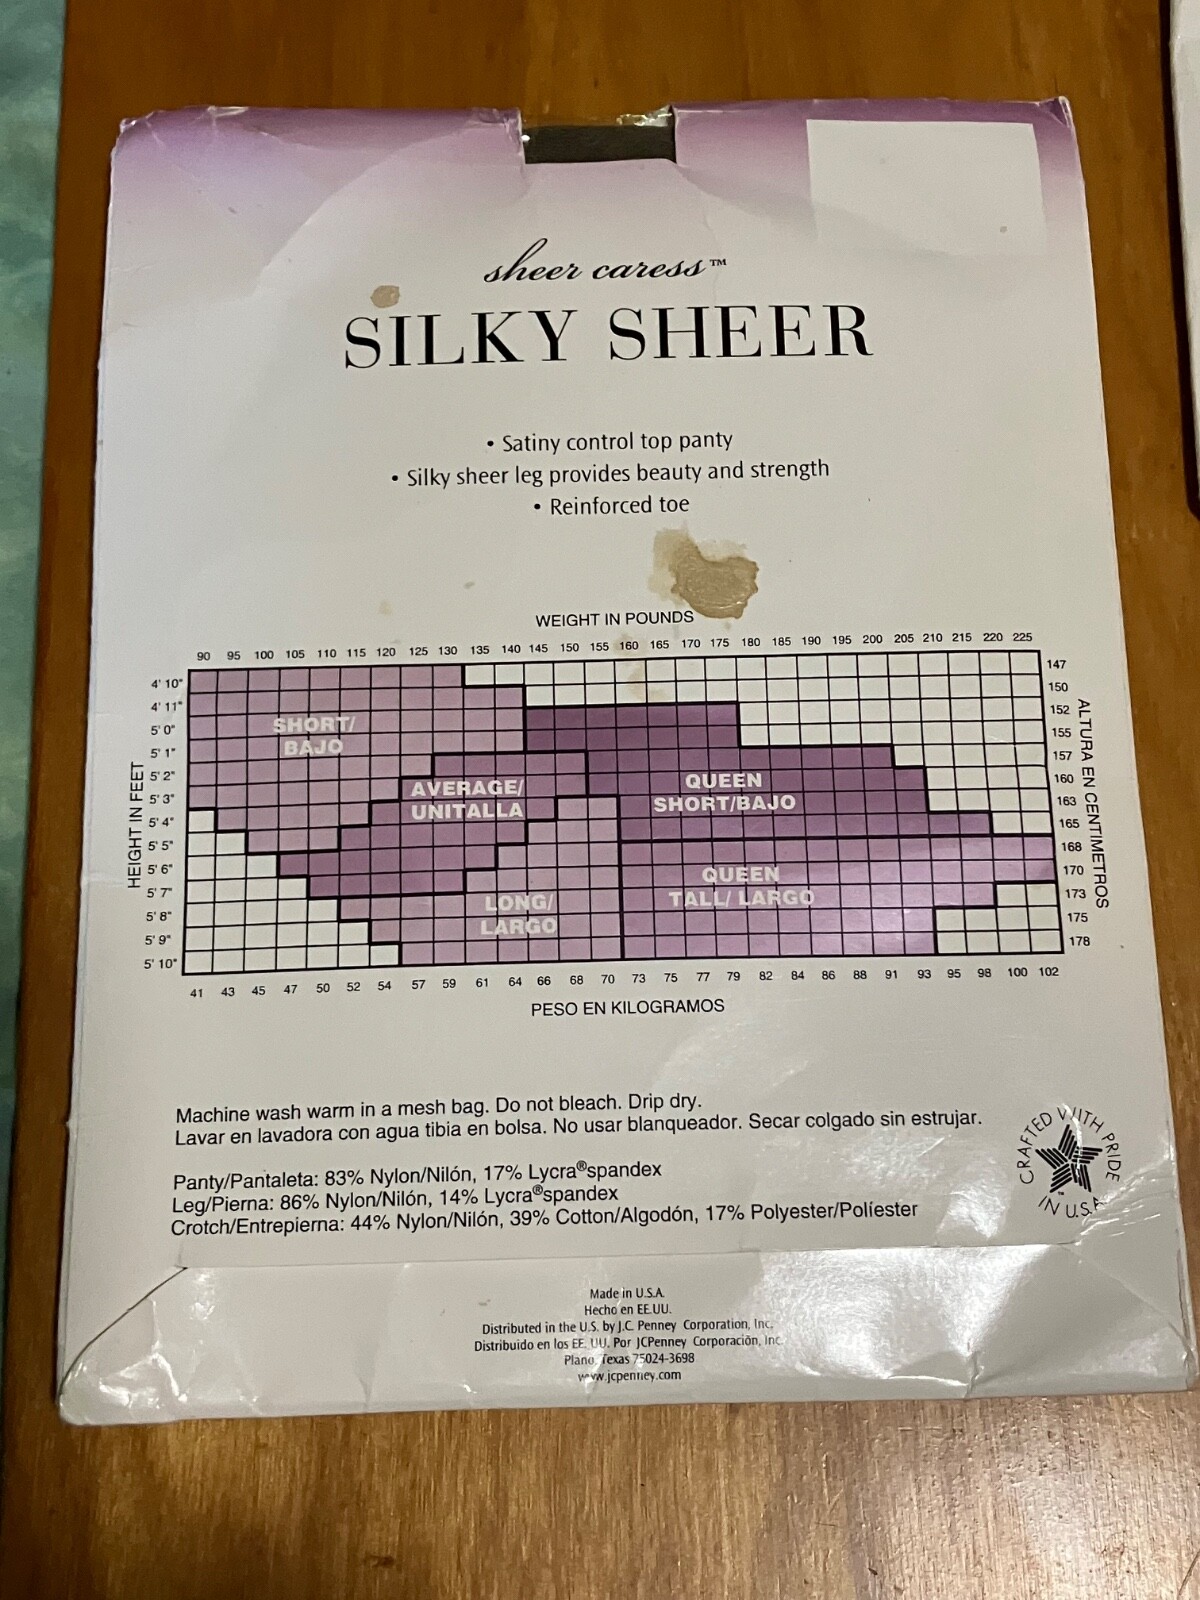 sheer caress™
SILKY SHEER
• Satiny control top panty
• Silky sheer leg provides beauty and strength
• Reinforced toe
WEIGHT IN POUNDS
90 95 100 105 110 115 120 125 130 135 140 145 150 155 160 165 170 175 180 185 190 195 200 205 210 215 220 225
HEIGHT IN FEET
4' 10"
4' 11"
5' 0"
5' 1"
5' 2"
5' 3"
5' 4"
5' 5"
5' 6"
5' 7"
5' 8"
5' 9"
5' 10"
SHORT/
BAJO
AVERAGE/
UNITALLA
QUEEN
SHORT/BAJO
LONG/
LARGO
QUEEN
TALL/ LARGO
147
150
152
155
157
160
163
165
168
170
173
175
178
ALTURA EN CENTIMETROS
41 43 45 47 50 52 54 57 59 61 64 66 68 70 73 75 77 79 82 84 86 88 91 93 95 98 100 102
PESO EN KILOGRAMOS
Machine wash warm in a mesh bag. Do not bleach. Drip dry.
Lavar en lavadora con agua tibia en bolsa. No usar blanqueador. Secar colgado sin estrujar.
Panty/Pantaleta: 83% Nylon/Nilón, 17% Lycra®spandex
Leg/Pierna: 86% Nylon/Nilón, 14% Lycra®spandex
Crotch/Entrepierna: 44% Nylon/Nilón, 39% Cotton/Algodón, 17% Polyester/Políester
CRAFTED WITH PRIDE
IN U.S.A.
Made in U.S.A.
Hecho en EE.UU.
Distributed in the U.S. by J.C. Penney Corporation, Inc.
Distribuido en los EE. UU. Por JCPenney Corporación, Inc.
Plano, Texas 75024-3698
www.jcpenney.com